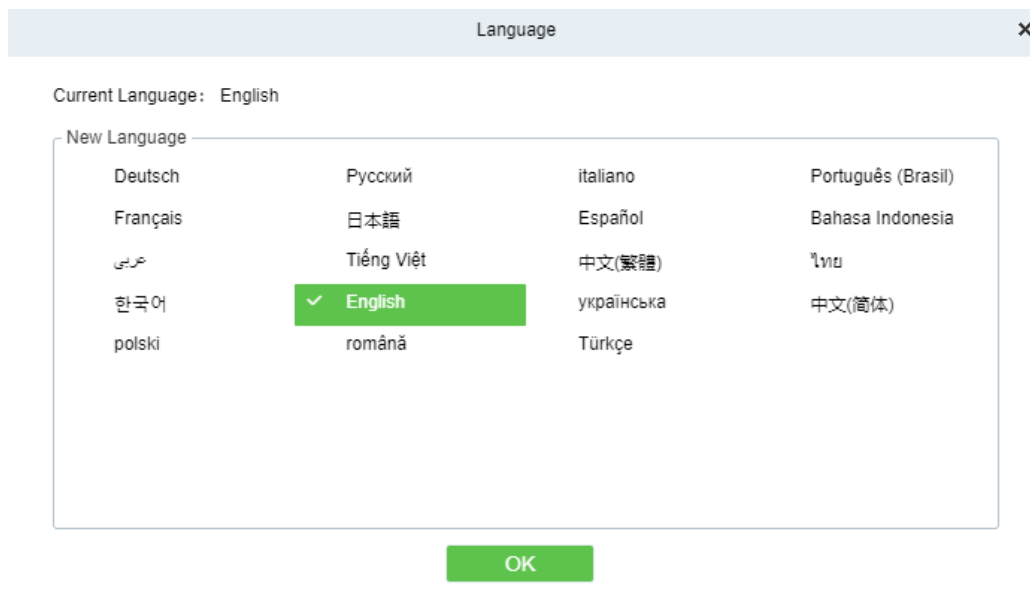 Language
Current Language: English
New Language
Deutsch Русский italiano Português (Brasil)
Français 日本語 Español Bahasa Indonesia
عربى Tiếng Việt 中文(繁體) ไทย
한국어 English українська 中文(简体)
polski română Türkçe
OK